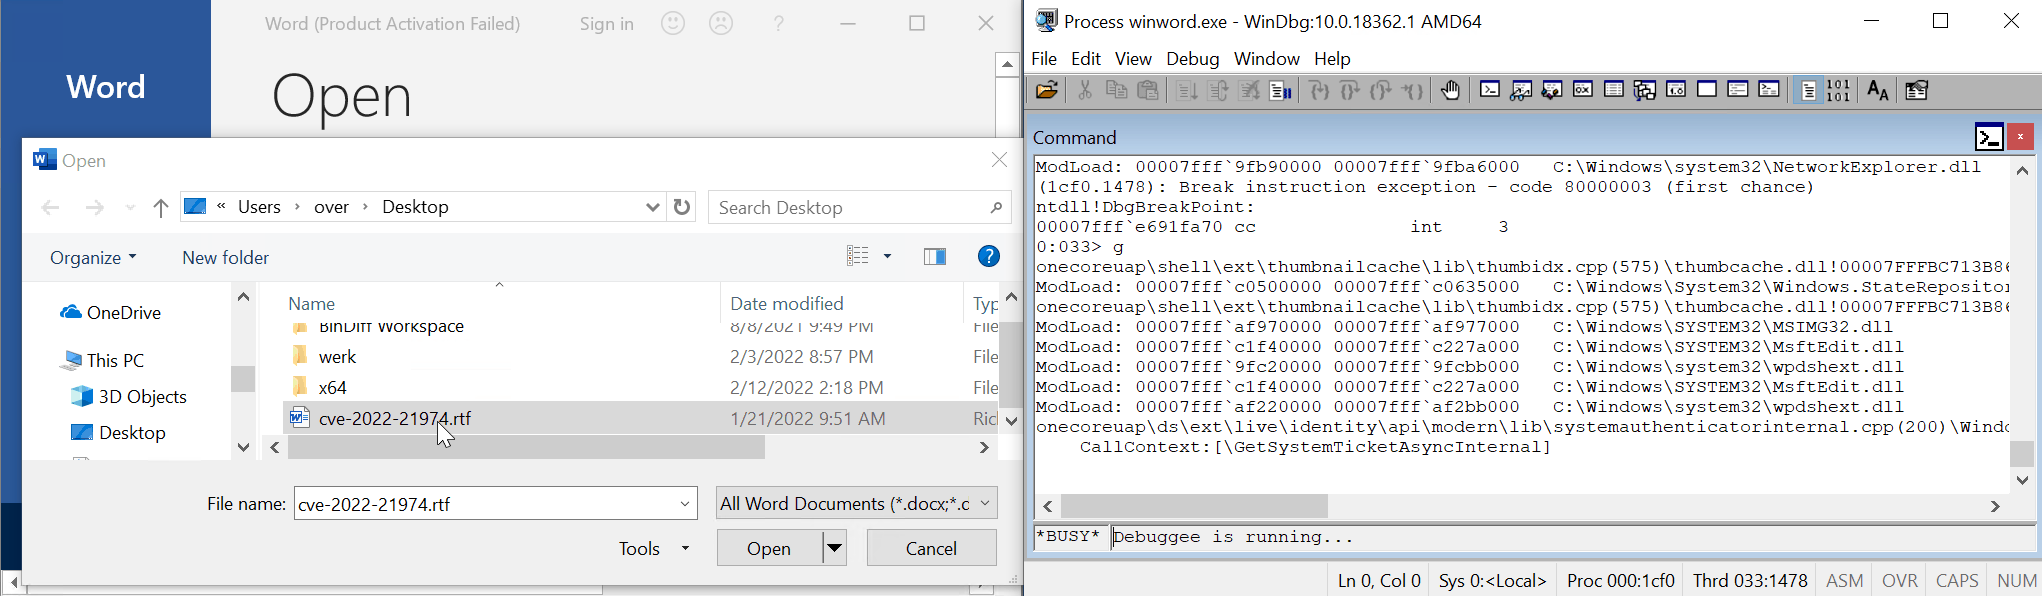 Word (Product Activation Failed)
Sign in
?
Word
Open
Open
« Users › over › Desktop
Search Desktop
Organize
New folder
?
OneDrive
This PC
3D Objects
Desktop
Name
Date modified
Typ
BinDiff Workspace
8/8/2021 9:49 PM
File
werk
2/3/2022 8:57 PM
File
x64
2/12/2022 2:18 PM
File
cve-2022-21974.rtf
1/21/2022 9:51 AM
Ric
File name:
cve-2022-21974.rtf
All Word Documents (*.docx;*.c
Tools
Open
Cancel
Process winword.exe - WinDbg:10.0.18362.1 AMD64
File Edit View Debug Window Help
Command
ModLoad: 00007fff`9fb90000 00007fff`9fba6000 C:\Windows\system32\NetworkExplorer.dll
(1cf0.1478): Break instruction exception - code 80000003 (first chance)
ntdll!DbgBreakPoint:
00007fff`e691fa70 cc int 3
0:033> g
onecoreuap\shell\ext\thumbnailcache\lib\thumbidx.cpp(575)\thumbcache.dll!00007FFFBC713B86
ModLoad: 00007fff`c0500000 00007fff`c0635000 C:\Windows\System32\Windows.StateRepositor
onecoreuap\shell\ext\thumbnailcache\lib\thumbidx.cpp(575)\thumbcache.dll!00007FFFBC713B86
ModLoad: 00007fff`af970000 00007fff`af977000 C:\Windows\SYSTEM32\MSIMG32.dll
ModLoad: 00007fff`c1f40000 00007fff`c227a000 C:\Windows\SYSTEM32\MsftEdit.dll
ModLoad: 00007fff`9fc20000 00007fff`9fcbb000 C:\Windows\system32\wpdshext.dll
ModLoad: 00007fff`c1f40000 00007fff`c227a000 C:\Windows\SYSTEM32\MsftEdit.dll
ModLoad: 00007fff`af220000 00007fff`af2bb000 C:\Windows\system32\wpdshext.dll
onecoreuap\ds\ext\live\identity\api\modern\lib\systemauthenticatorinternal.cpp(200)\Windo
CallContext:[\GetSystemTicketAsyncInternal]
*BUSY* Debuggee is running...
Ln 0, Col 0
Sys 0:<Local>
Proc 000:1cf0
Thrd 033:1478
ASM
OVR
CAPS
NUM